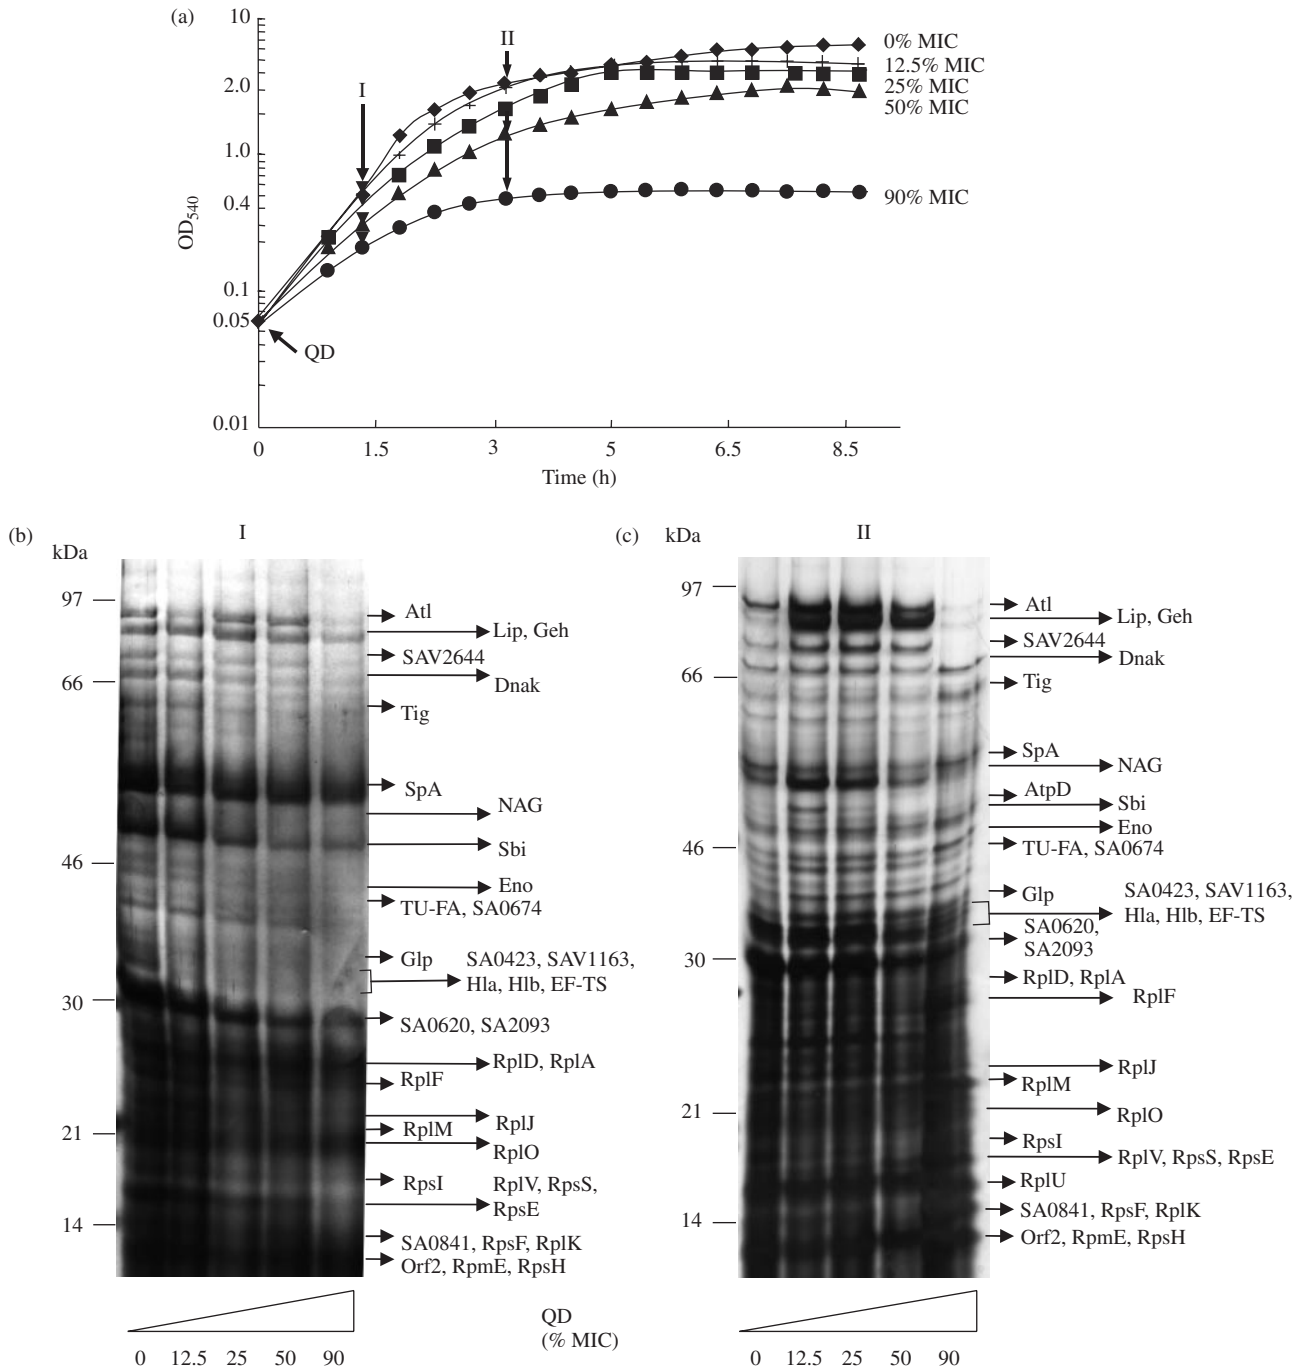 (a)
10
2.0
1.0
0.4
0.1
0.05
0.01
OD540
I
II
QD
0% MIC
12.5% MIC
25% MIC
50% MIC
90% MIC
0 1.5 3 5 6.5 8.5
Time (h)
(b)
I
kDa
97
66
46
30
21
14
Atl
Lip, Geh
SAV2644
Dnak
Tig
SpA
NAG
Sbi
Eno
TU-FA, SA0674
Glp
SA0423, SAV1163,
Hla, Hlb, EF-TS
SA0620, SA2093
RplD, RplA
RplF
RplJ
RplM
RplO
RpsI
RplV, RpsS,
RpsE
SA0841, RpsF, RplK
Orf2, RpmE, RpsH
0 12.5 25 50 90
QD
(% MIC)
(c)
kDa
II
97
66
46
30
21
14
Atl
Lip, Geh
SAV2644
Dnak
Tig
SpA
NAG
AtpD
Sbi
Eno
TU-FA, SA0674
Glp
SA0423, SAV1163,
Hla, Hlb, EF-TS
SA0620,
SA2093
RplD, RplA
RplF
RplJ
RplM
RplO
RpsI
RplV, RpsS, RpsE
RplU
SA0841, RpsF, RplK
Orf2, RpmE, RpsH
0 12.5 25 50 90